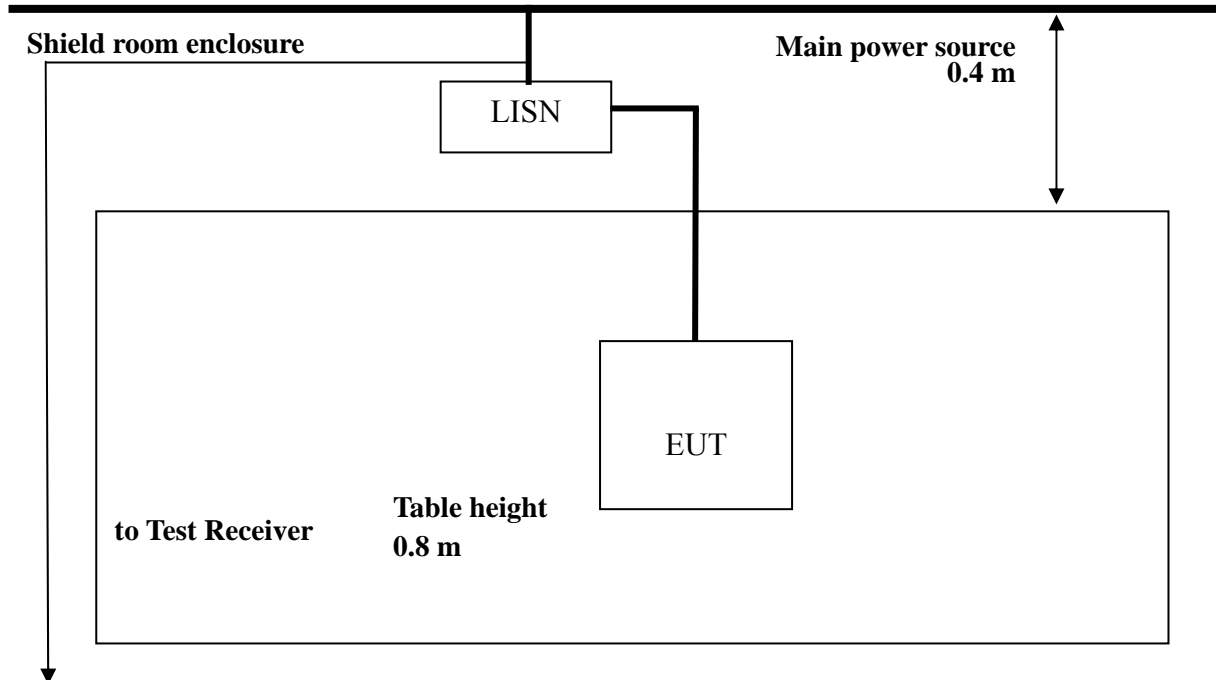 Shield room enclosure
Main power source
0.4 m
LISN
EUT
Table height
0.8 m
to Test Receiver